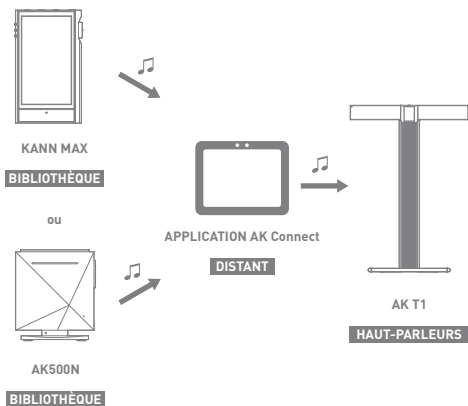 KANN MAX
BIBLIOTHÈQUE
ou
AK500N
BIBLIOTHÈQUE
APPLICATION AK Connect
DISTANT
AK T1
HAUT-PARLEURS